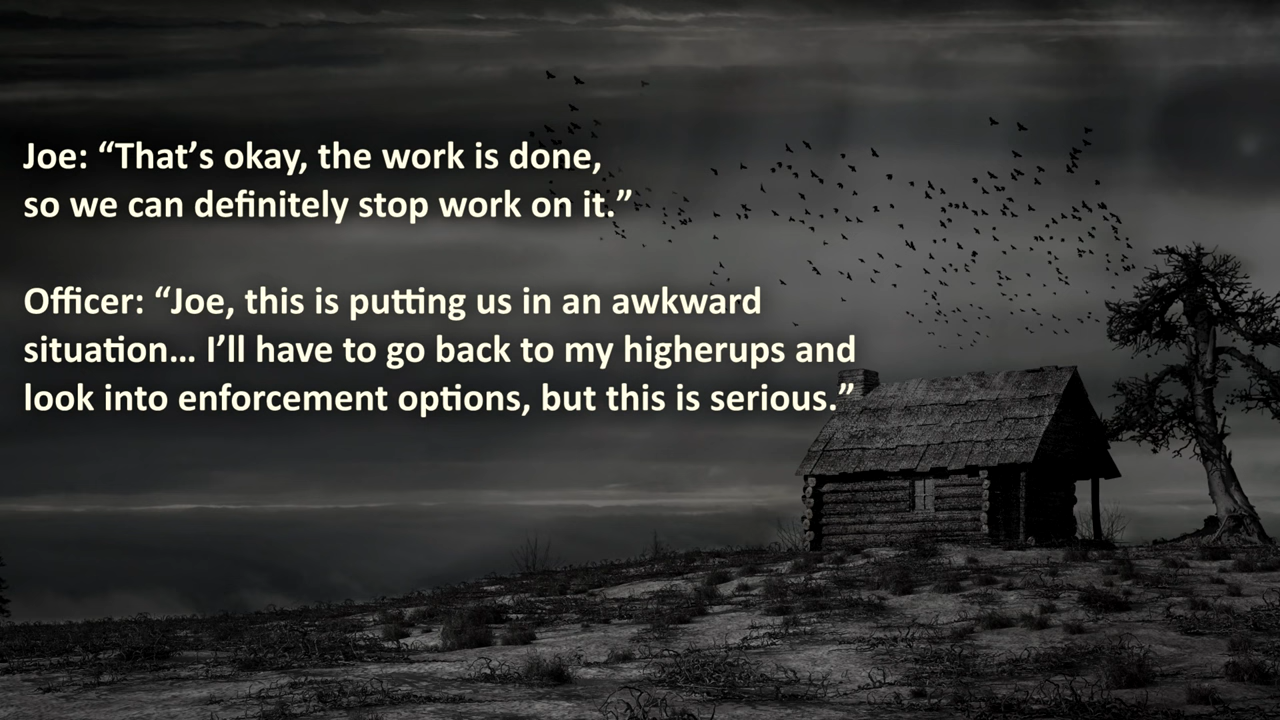 Joe: “That’s okay, the work is done,
so we can definitely stop work on it.”
Officer: “Joe, this is putting us in an awkward
situation… I’ll have to go back to my higherups and
look into enforcement options, but this is serious.”